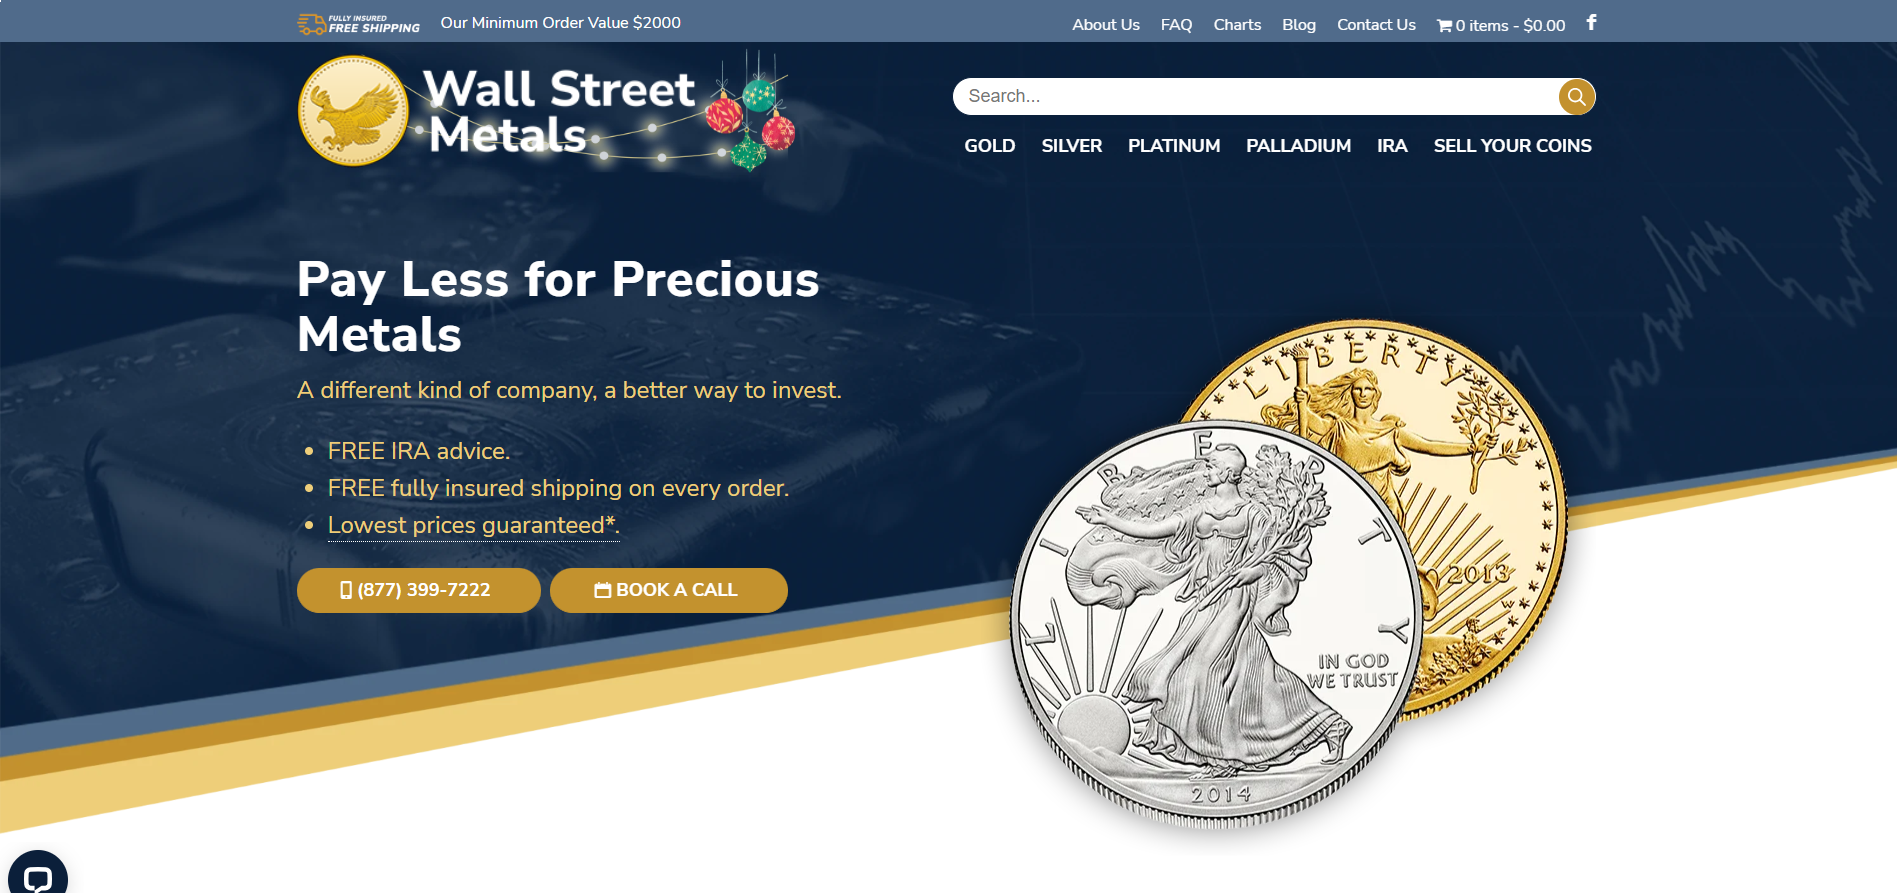 FULLY INSURED
FREE SHIPPING
Our Minimum Order Value $2000
About Us FAQ Charts Blog Contact Us 0 items - $0.00
Wall Street
Metals
Search...
GOLD SILVER PLATINUM PALLADIUM IRA SELL YOUR COINS
Pay Less for Precious
Metals
A different kind of company, a better way to invest.
FREE IRA advice.
FREE fully insured shipping on every order.
Lowest prices guaranteed*.
(877) 399-7222
BOOK A CALL
LIBERTY
2013
W
LIBERTY
IN GOD
WE TRUST
2014